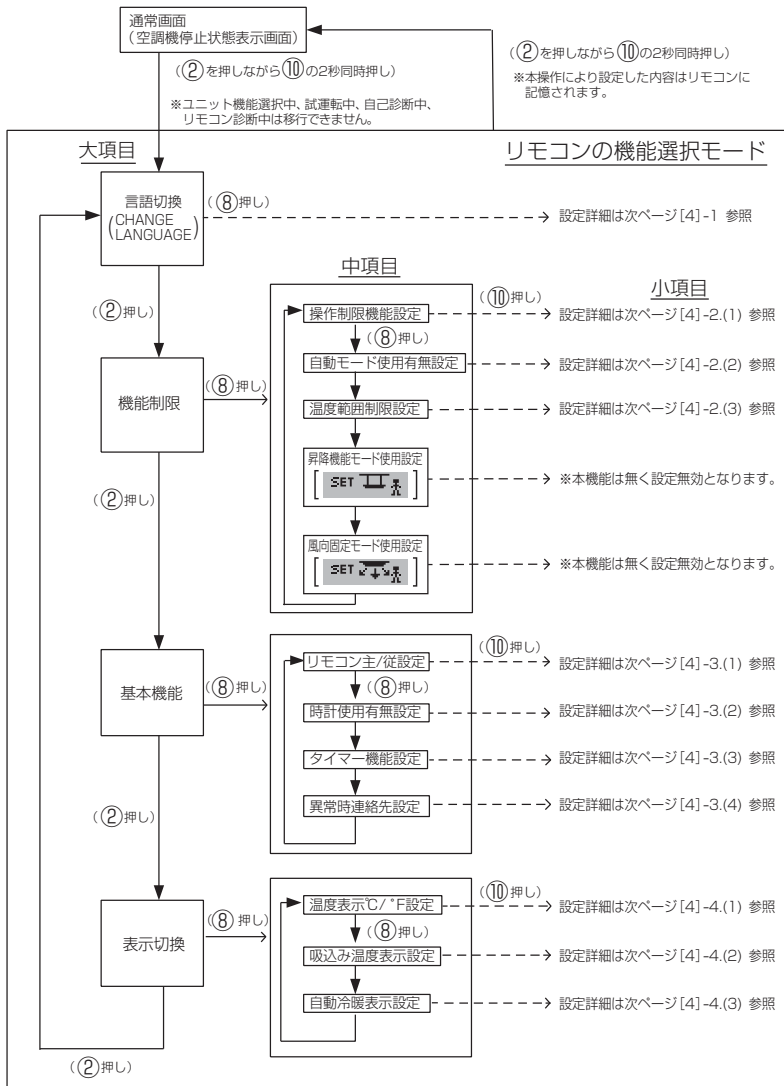 通常画面
(空調機停止状態表示画面)
(②を押しながら⑩の2秒同時押し)
※ユニット機能選択中、試運転中、自己診断中、
リモコン診断中は移行できません。
(②を押しながら⑩の2秒同時押し)
※本操作により設定した内容はリモコンに
記憶されます。
大項目
リモコンの機能選択モード
言語切換
(CHANGE
LANGUAGE)
(⑧押し)
設定詳細は次ページ[4]-1 参照
(②押し)
中項目
小項目
機能制限
(⑧押し)
操作制限機能設定
(⑩押し)
設定詳細は次ページ[4]-2.(1) 参照
(⑧押し)
自動モード使用有無設定
設定詳細は次ページ[4]-2.(2) 参照
温度範囲制限設定
設定詳細は次ページ[4]-2.(3) 参照
昇降機能モード使用設定
[SET]
※本機能は無く設定無効となります。
風向固定モード使用設定
[SET]
※本機能は無く設定無効となります。
(②押し)
基本機能
(⑧押し)
リモコン主/従設定
(⑩押し)
設定詳細は次ページ[4]-3.(1) 参照
(⑧押し)
時計使用有無設定
設定詳細は次ページ[4]-3.(2) 参照
タイマー機能設定
設定詳細は次ページ[4]-3.(3) 参照
異常時連絡先設定
設定詳細は次ページ[4]-3.(4) 参照
(②押し)
表示切換
(⑧押し)
温度表示℃/°F設定
(⑩押し)
設定詳細は次ページ[4]-4.(1) 参照
(⑧押し)
吸込み温度表示設定
設定詳細は次ページ[4]-4.(2) 参照
自動冷暖表示設定
設定詳細は次ページ[4]-4.(3) 参照
(②押し)